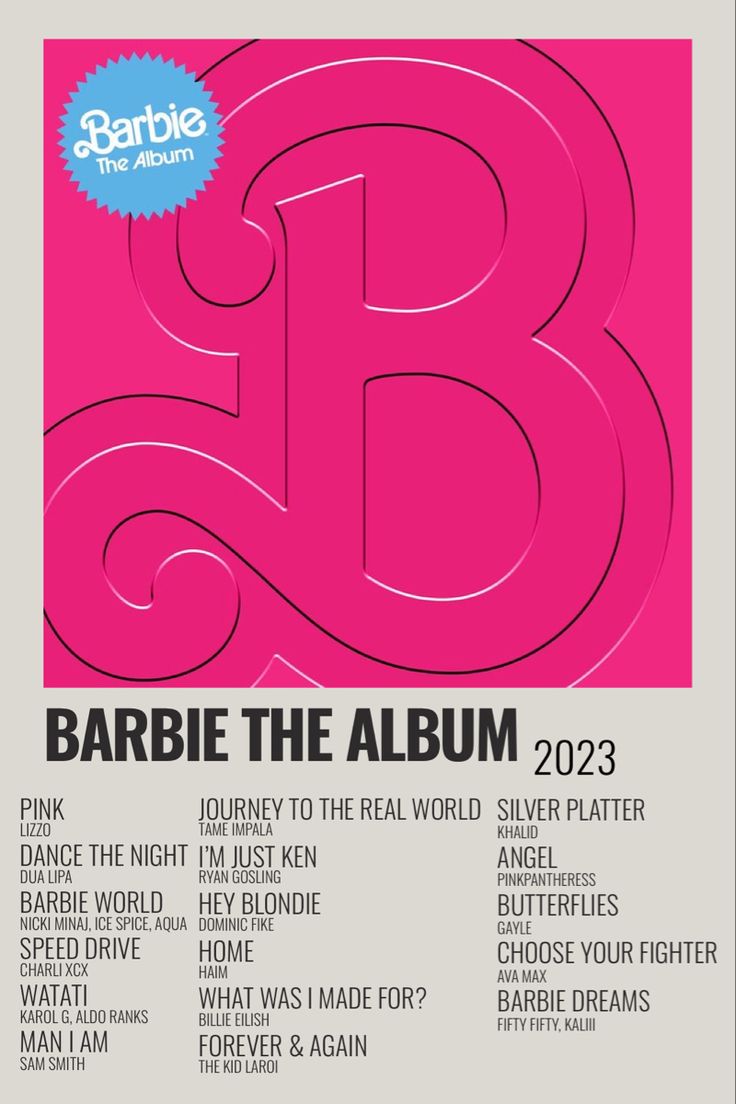 Barbie
The Album
BARBIE THE ALBUM 2023
PINK
LIZZO
DANCE THE NIGHT
DUA LIPA
BARBIE WORLD
NICKI MINAJ, ICE SPICE, AQUA
SPEED DRIVE
CHARLI XCX
WATATI
KAROL G, ALDO RANKS
MAN I AM
SAM SMITH
JOURNEY TO THE REAL WORLD
TAME IMPALA
I'M JUST KEN
RYAN GOSLING
HEY BLONDIE
DOMINIC FIKE
HOME
HAIM
WHAT WAS I MADE FOR?
BILLIE EILISH
FOREVER & AGAIN
THE KID LAROI
SILVER PLATTER
KHALID
ANGEL
PINKPANTHERESS
BUTTERFLIES
GAYLE
CHOOSE YOUR FIGHTER
AVA MAX
BARBIE DREAMS
FIFTY FIFTY, KALIII